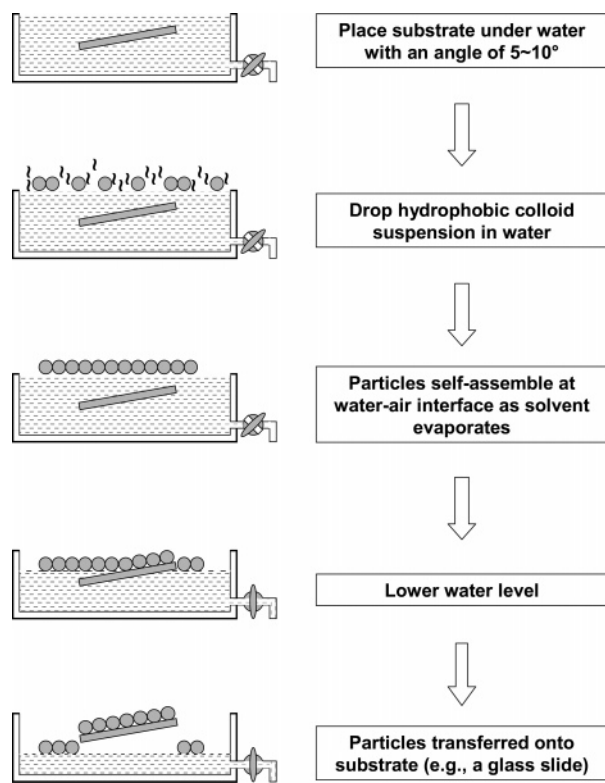 Place substrate under water
with an angle of 5~10°
Drop hydrophobic colloid
suspension in water
Particles self-assemble at
water-air interface as solvent
evaporates
Lower water level
Particles transferred onto
substrate (e.g., a glass slide)